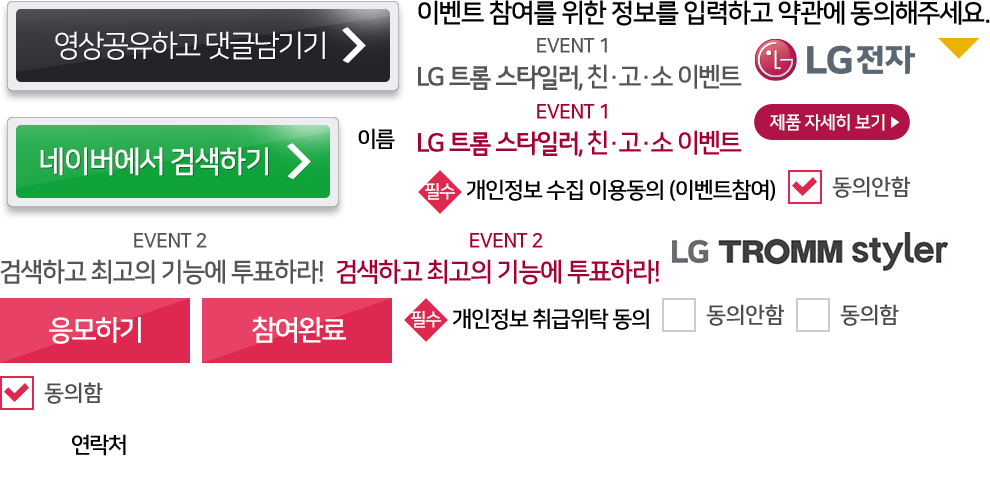 영상공유하고 댓글남기기
이벤트 참여를 위한 정보를 입력하고 약관에 동의해주세요.
EVENT 1
LG 트롬 스타일러, 친·고·소 이벤트
LG전자
네이버에서 검색하기
이름
EVENT 1
LG 트롬 스타일러, 친·고·소 이벤트
제품 자세히 보기
필수 개인정보 수집 이용동의 (이벤트참여)
동의안함
EVENT 2
검색하고 최고의 기능에 투표하라!
EVENT 2
검색하고 최고의 기능에 투표하라!
LG TROMM styler
응모하기
참여완료
필수 개인정보 취급위탁 동의
동의안함
동의함
동의함
연락처